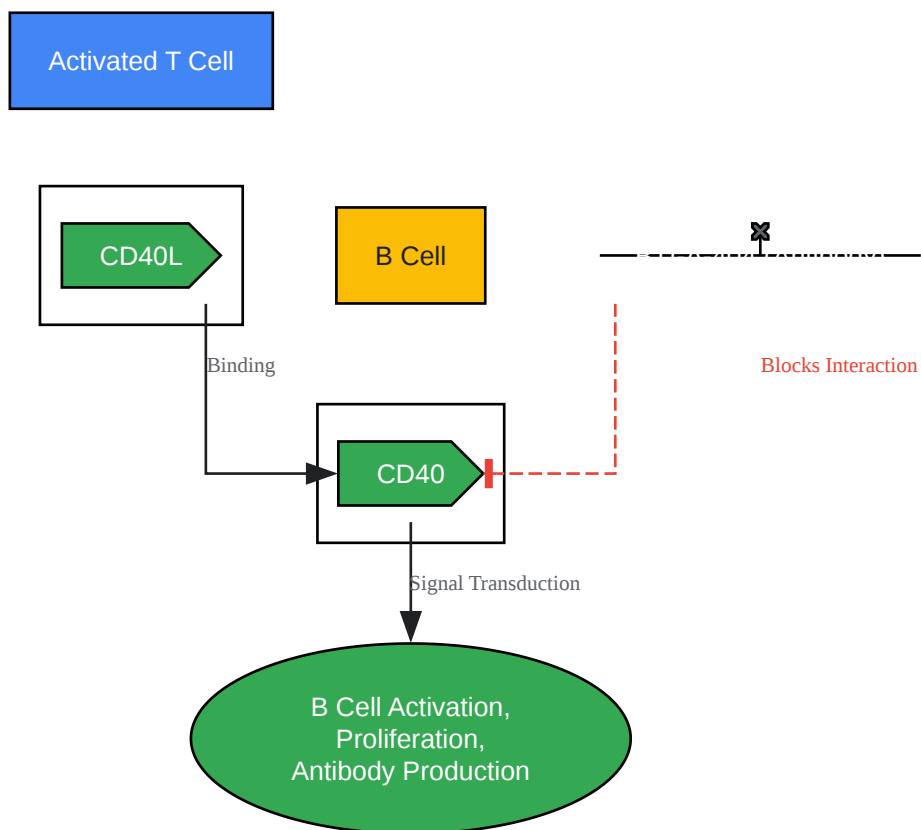 Activated T Cell
CD40L
B Cell
Binding
Blocks Interaction
CD40
Signal Transduction
B Cell Activation,
Proliferation,
Antibody Production